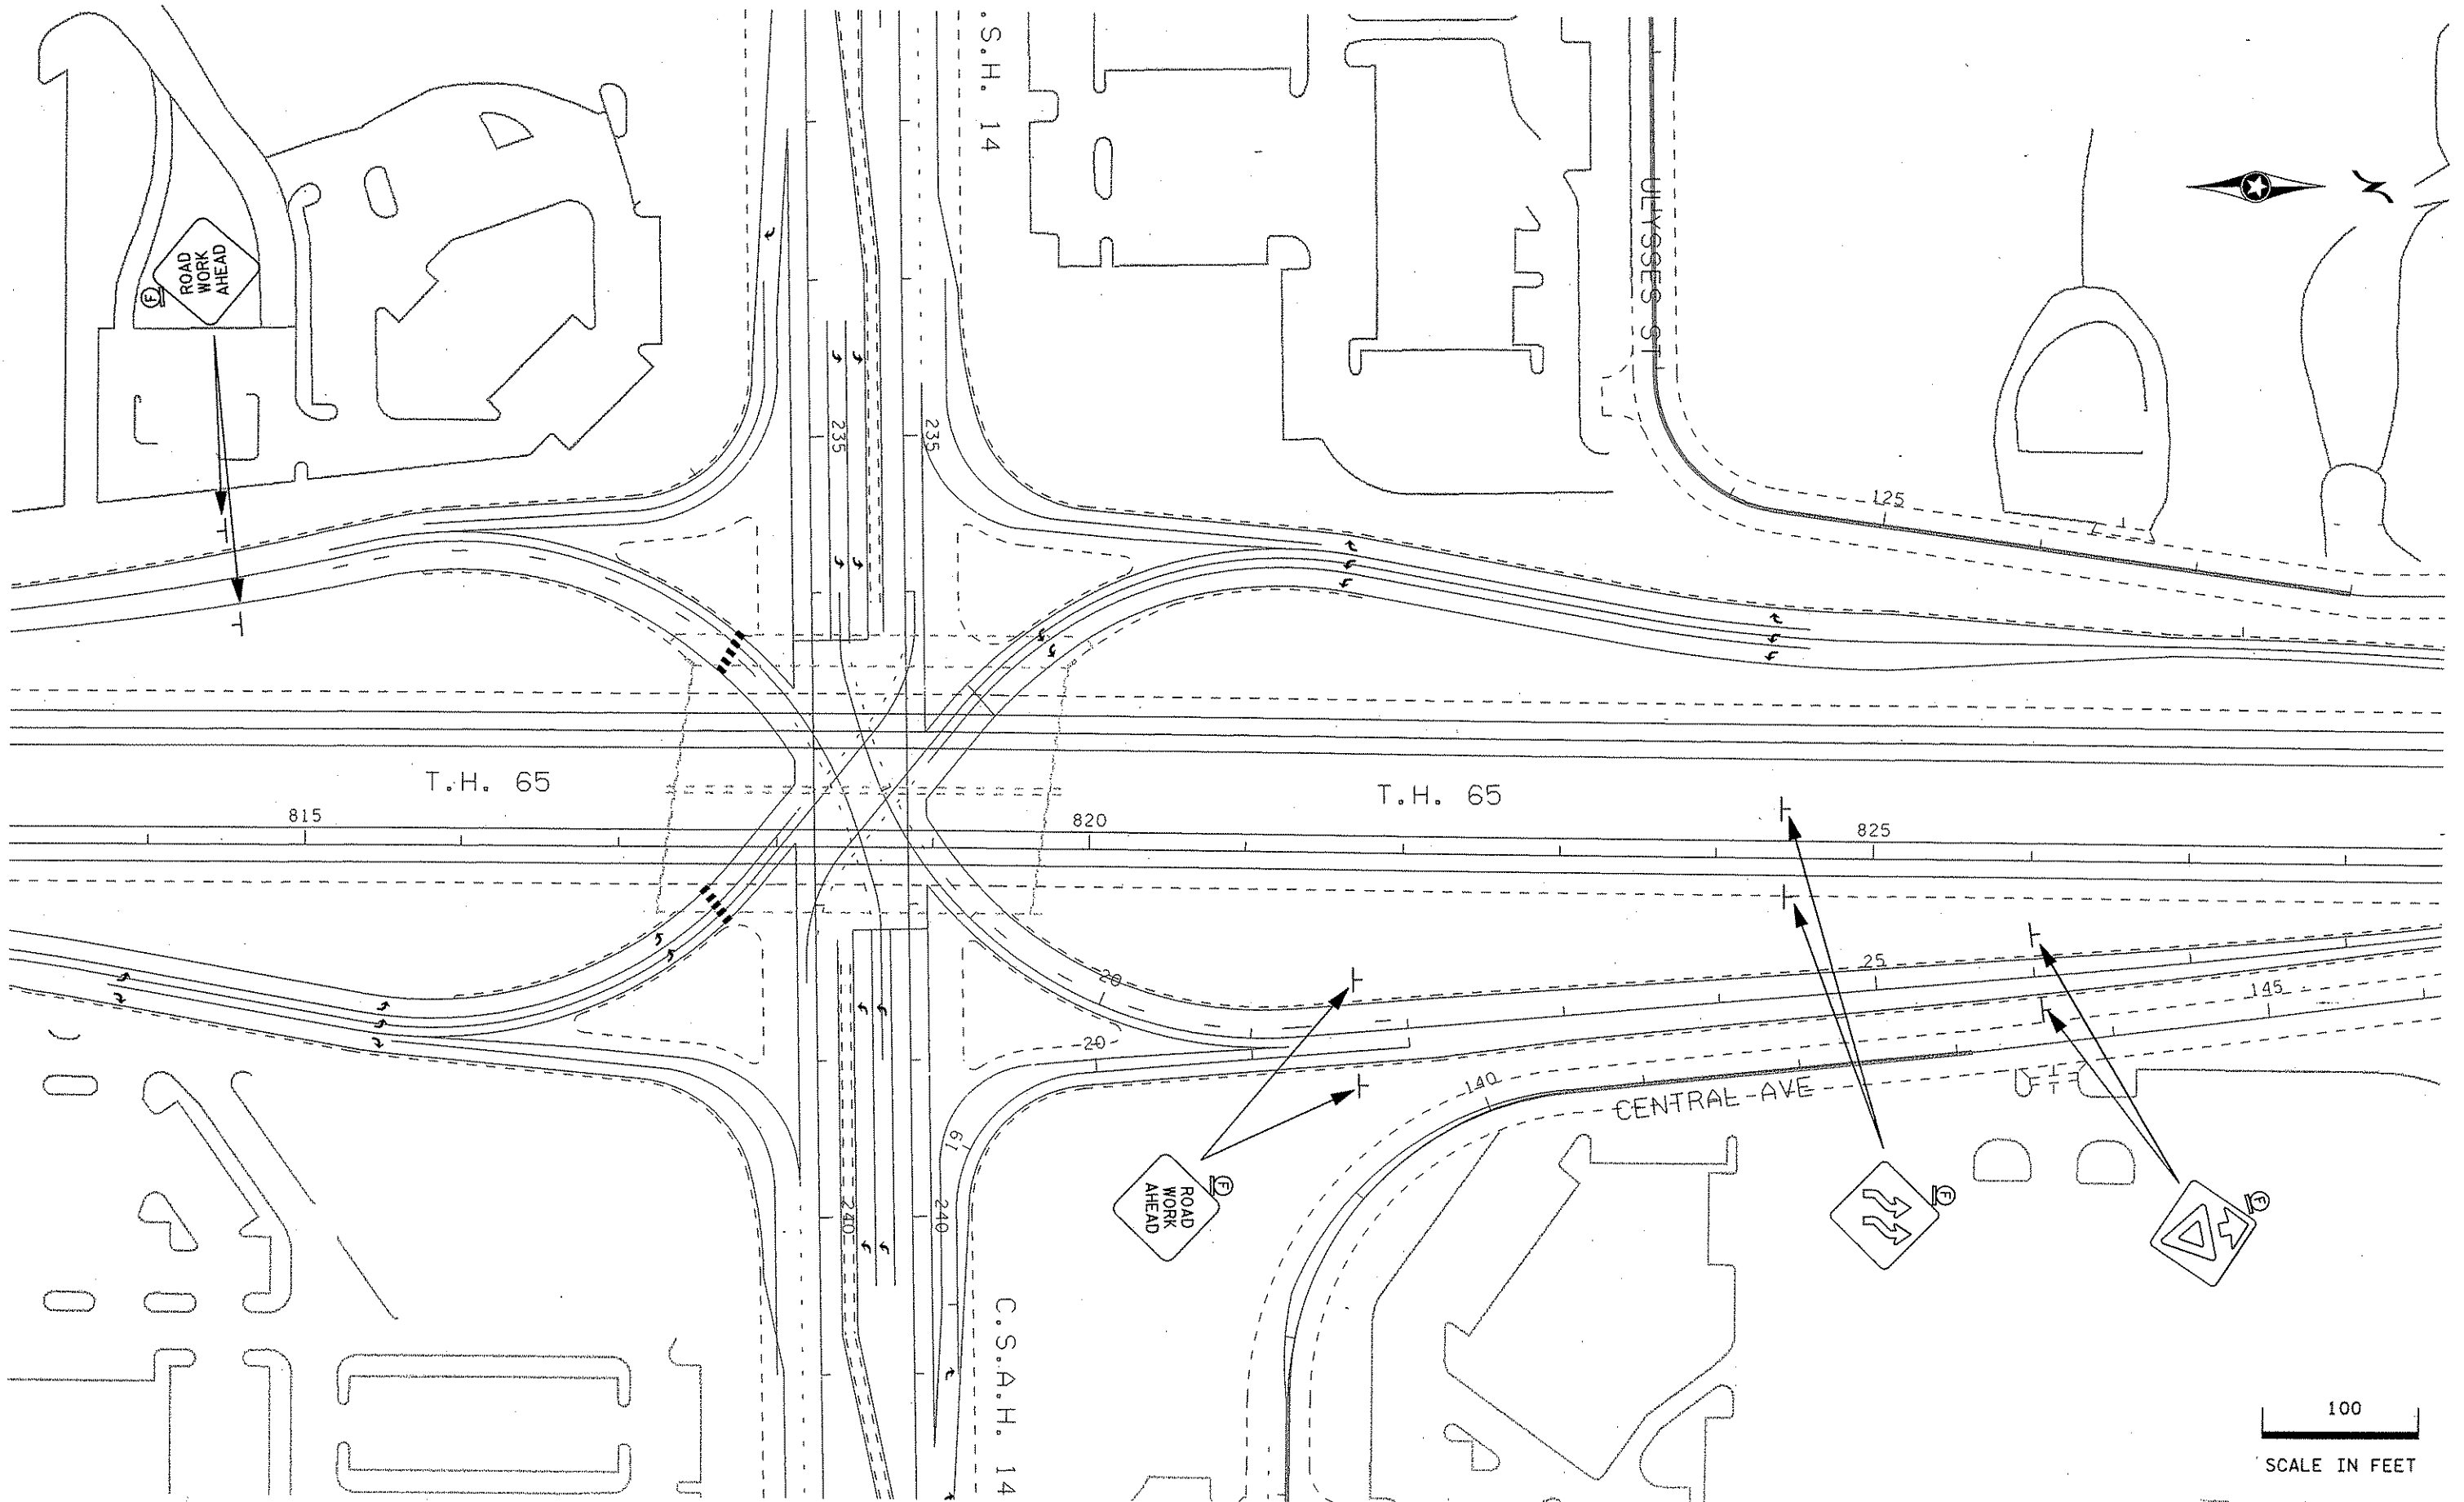 .S.H. 14
ULYSSES ST
N
ROAD
WORK
AHEAD
F
235
235
125
T.H. 65
T.H. 65
815
820
825
20
25
145
20
140
CENTRAL AVE
19
ROAD
WORK
AHEAD
F
F
F
240
240
C.S.A.H. 14
100
SCALE IN FEET